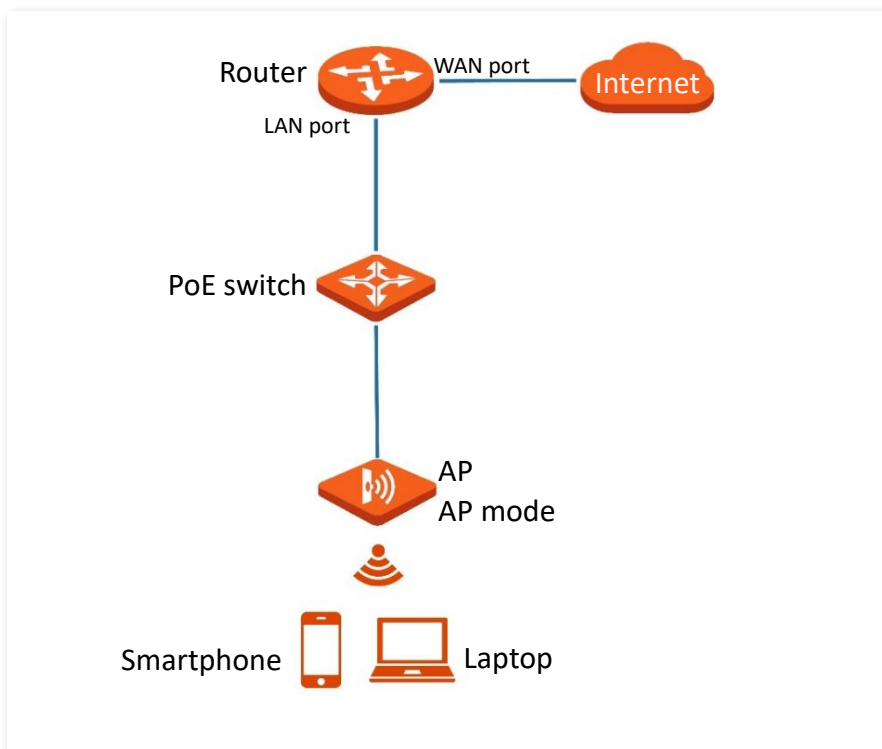 Router
WAN port
Internet
LAN port
PoE switch
AP
AP mode
Smartphone
Laptop